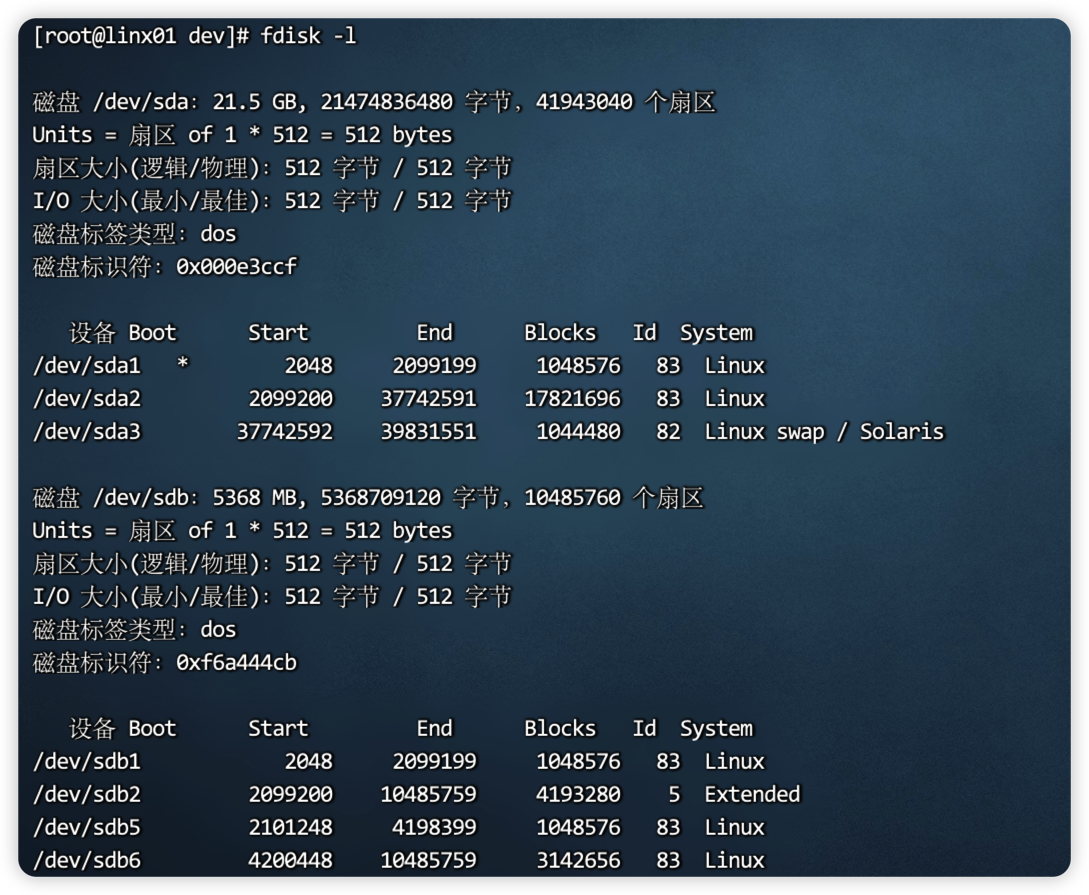 [root@linx01 dev]# fdisk -l
磁盘 /dev/sda：21.5 GB, 21474836480 字节，41943040 个扇区
Units = 扇区 of 1 * 512 = 512 bytes
扇区大小(逻辑/物理)：512 字节 / 512 字节
I/O 大小(最小/最佳)：512 字节 / 512 字节
磁盘标签类型：dos
磁盘标识符：0x000e3ccf
设备 Boot      Start         End      Blocks   Id  System
/dev/sda1   *        2048     2099199     1048576   83  Linux
/dev/sda2         2099200    37742591    17821696   83  Linux
/dev/sda3        37742592    39831551     1044480   82  Linux swap / Solaris
磁盘 /dev/sdb：5368 MB, 5368709120 字节，10485760 个扇区
Units = 扇区 of 1 * 512 = 512 bytes
扇区大小(逻辑/物理)：512 字节 / 512 字节
I/O 大小(最小/最佳)：512 字节 / 512 字节
磁盘标签类型：dos
磁盘标识符：0xf6a444cb
设备 Boot      Start         End      Blocks   Id  System
/dev/sdb1            2048     2099199     1048576   83  Linux
/dev/sdb2         2099200    10485759     4193280    5  Extended
/dev/sdb5         2101248     4198399     1048576   83  Linux
/dev/sdb6         4200448    10485759     3142656   83  Linux